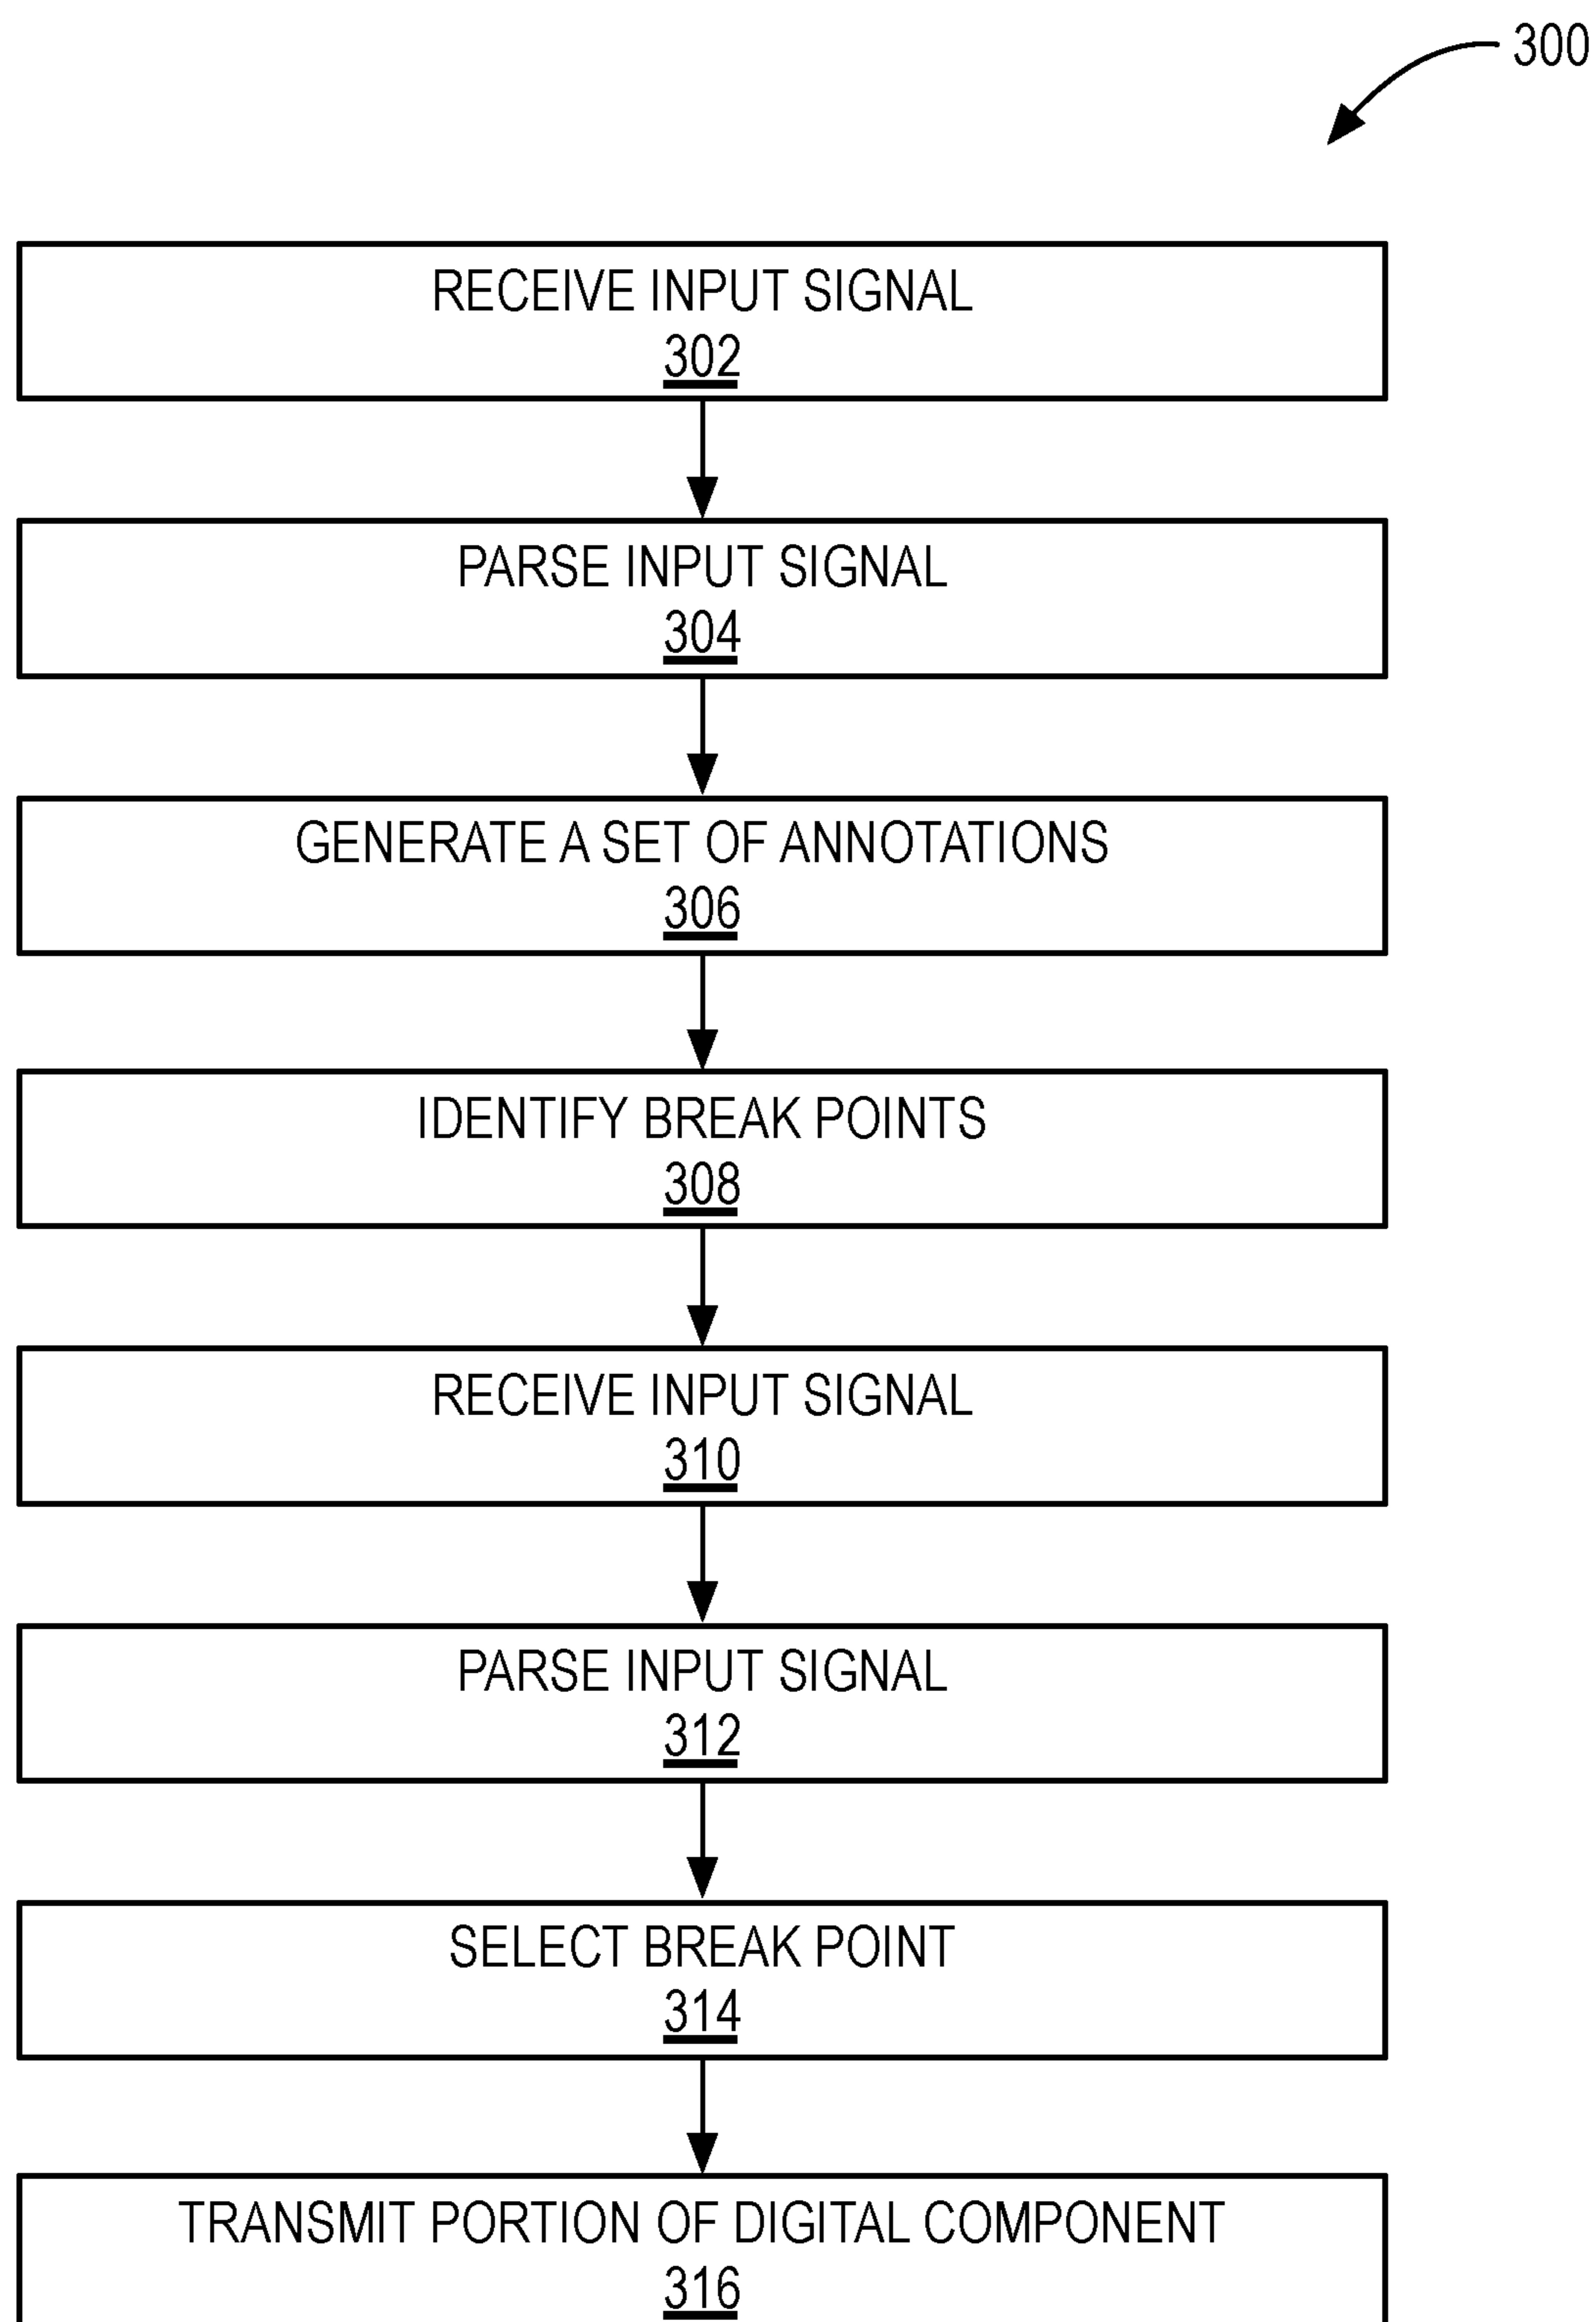 300
RECEIVE INPUT SIGNAL
302
PARSE INPUT SIGNAL
304
GENERATE A SET OF ANNOTATIONS
306
IDENTIFY BREAK POINTS
308
RECEIVE INPUT SIGNAL
310
PARSE INPUT SIGNAL
312
SELECT BREAK POINT
314
TRANSMIT PORTION OF DIGITAL COMPONENT
316